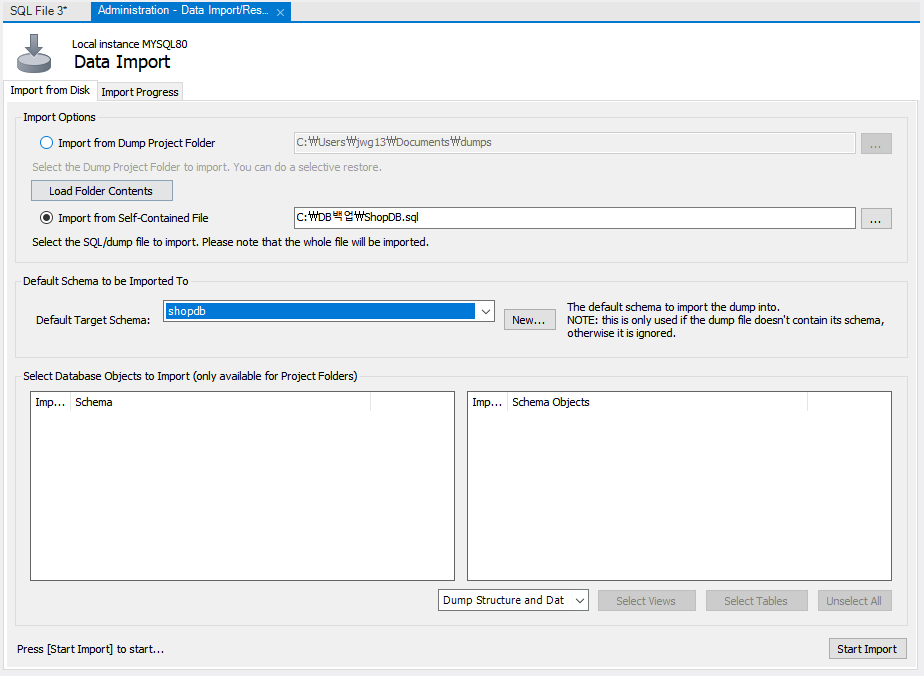 SQL File 3*
Administration - Data Import/Res...
Local instance MYSQL80
Data Import
Import from Disk
Import Progress
Import Options
Import from Dump Project Folder
C:₩Users₩jwg13₩Documents₩dumps
...
Select the Dump Project Folder to import. You can do a selective restore.
Load Folder Contents
Import from Self-Contained File
C:₩DB백업₩ShopDB.sql
...
Select the SQL/dump file to import. Please note that the whole file will be imported.
Default Schema to be Imported To
Default Target Schema:
shopdb
New...
The default schema to import the dump into.
NOTE: this is only used if the dump file doesn't contain its schema,
otherwise it is ignored.
Select Database Objects to Import (only available for Project Folders)
Imp... Schema
Imp... Schema Objects
Dump Structure and Dat
Select Views
Select Tables
Unselect All
Press [Start Import] to start...
Start Import